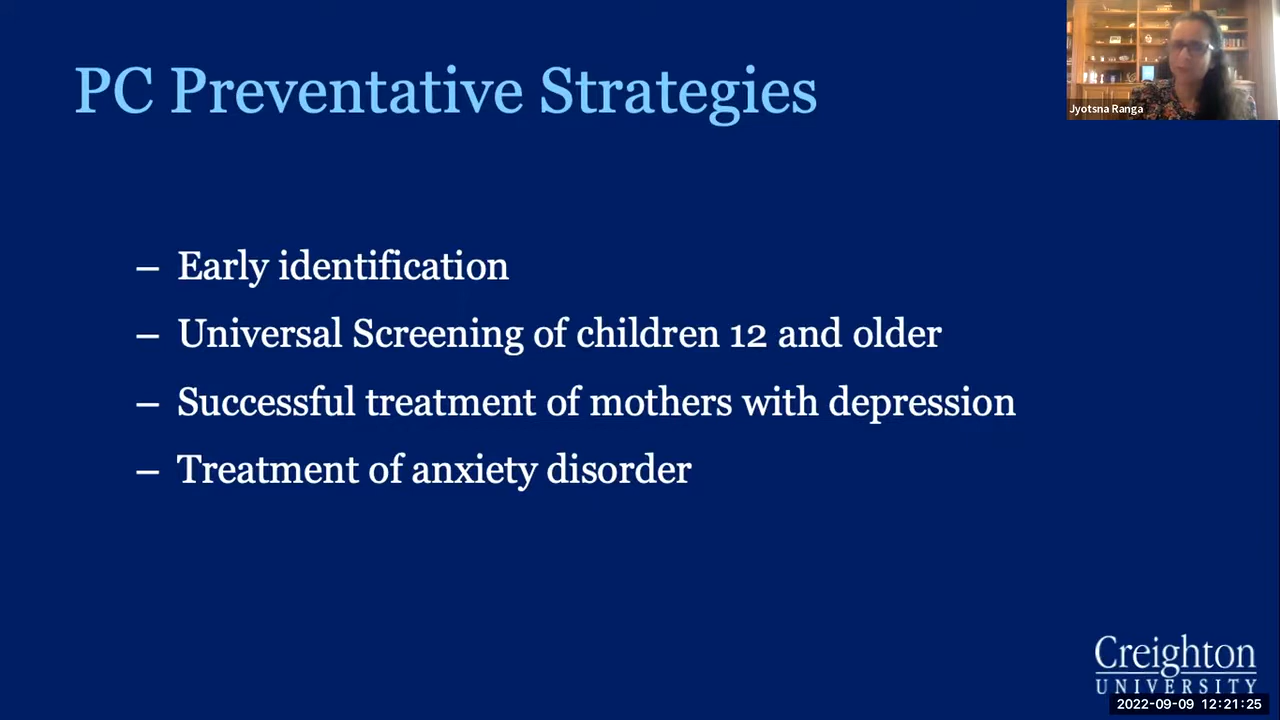 PC Preventative Strategies
Jyotsna Ranga
– Early identification
– Universal Screening of children 12 and older
– Successful treatment of mothers with depression
– Treatment of anxiety disorder
Creighton
UNIVERSITY
2022-09-09 12:21:25